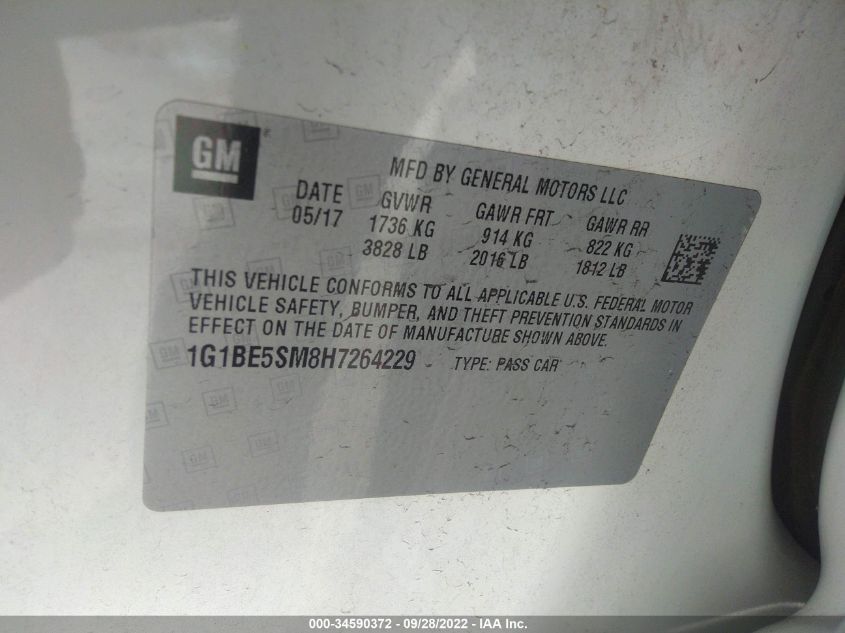 GM
MFD BY GENERAL MOTORS LLC
DATE GVWR GAWR FRT GAWR RR
05/17 1736 KG 914 KG 822 KG
3828 LB 2016 LB 1812 LB
THIS VEHICLE CONFORMS TO ALL APPLICABLE U.S. FEDERAL MOTOR
VEHICLE SAFETY, BUMPER, AND THEFT PREVENTION STANDARDS IN
EFFECT ON THE DATE OF MANUFACTURE SHOWN ABOVE.
1G1BE5SM8H7264229 TYPE: PASS CAR
000-34590372 - 09/28/2022 - IAA Inc.